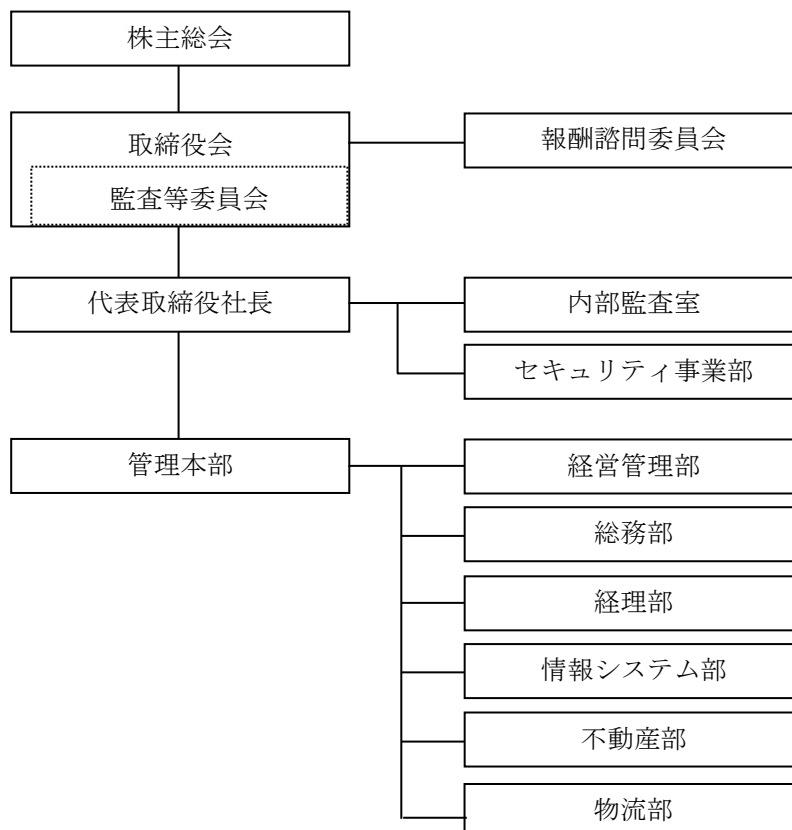 株主総会
取締役会
報酬諮問委員会
監査等委員会
代表取締役社長
内部監査室
セキュリティ事業部
管理本部
経営管理部
総務部
経理部
情報システム部
不動産部
物流部